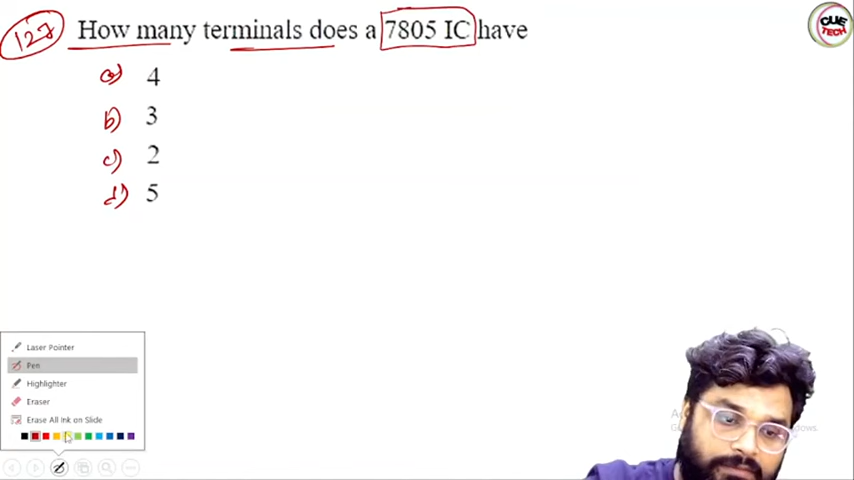 127 How many terminals does a 7805 IC have
a) 4
b) 3
c) 2
d) 5
CUE
TECH
Laser Pointer
Pen
Highlighter
Eraser
Erase All Ink on Slide